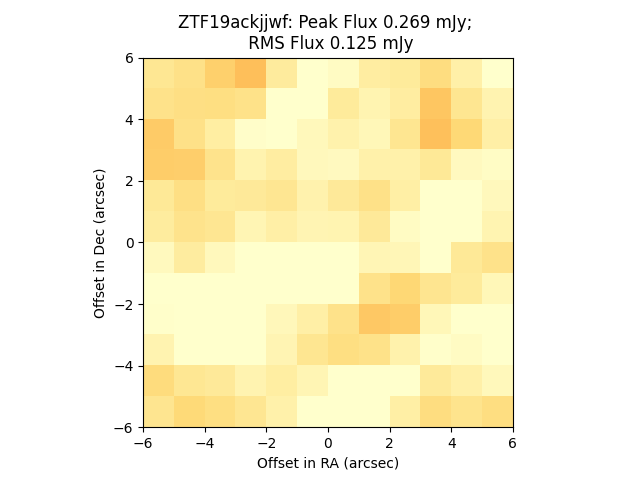 ZTF19ackjjwf: Peak Flux 0.269 mJy;
RMS Flux 0.125 mJy
6
4
2
0
−2
−4
−6
Offset in Dec (arcsec)
−6 −4 −2 0 2 4 6
Offset in RA (arcsec)